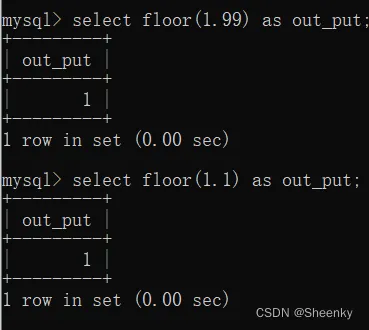 mysql> select floor(1.99) as out_put;
+---------+
| out_put |
+---------+
|       1 |
+---------+
1 row in set (0.00 sec)
mysql> select floor(1.1) as out_put;
+---------+
| out_put |
+---------+
|       1 |
+---------+
1 row in set (0.00 sec)
CSDN @Sheenky